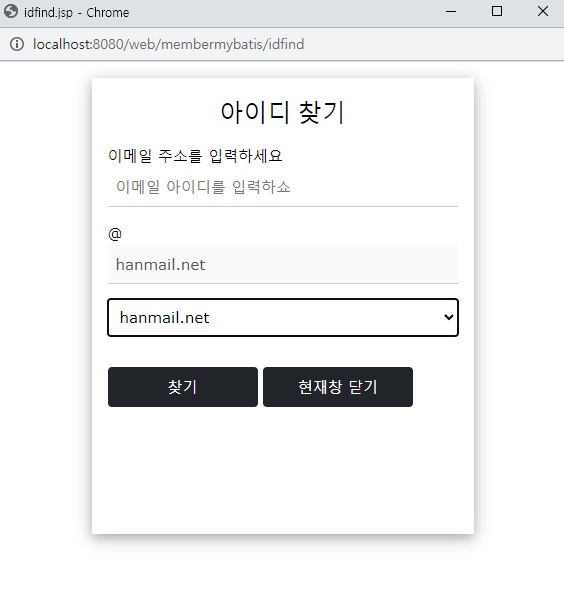 idfind.jsp - Chrome
localhost:8080/web/membermybatis/idfind
아이디 찾기
이메일 주소를 입력하세요
이메일 아이디를 입력하쇼
@
hanmail.net
hanmail.net
찾기 현재창 닫기